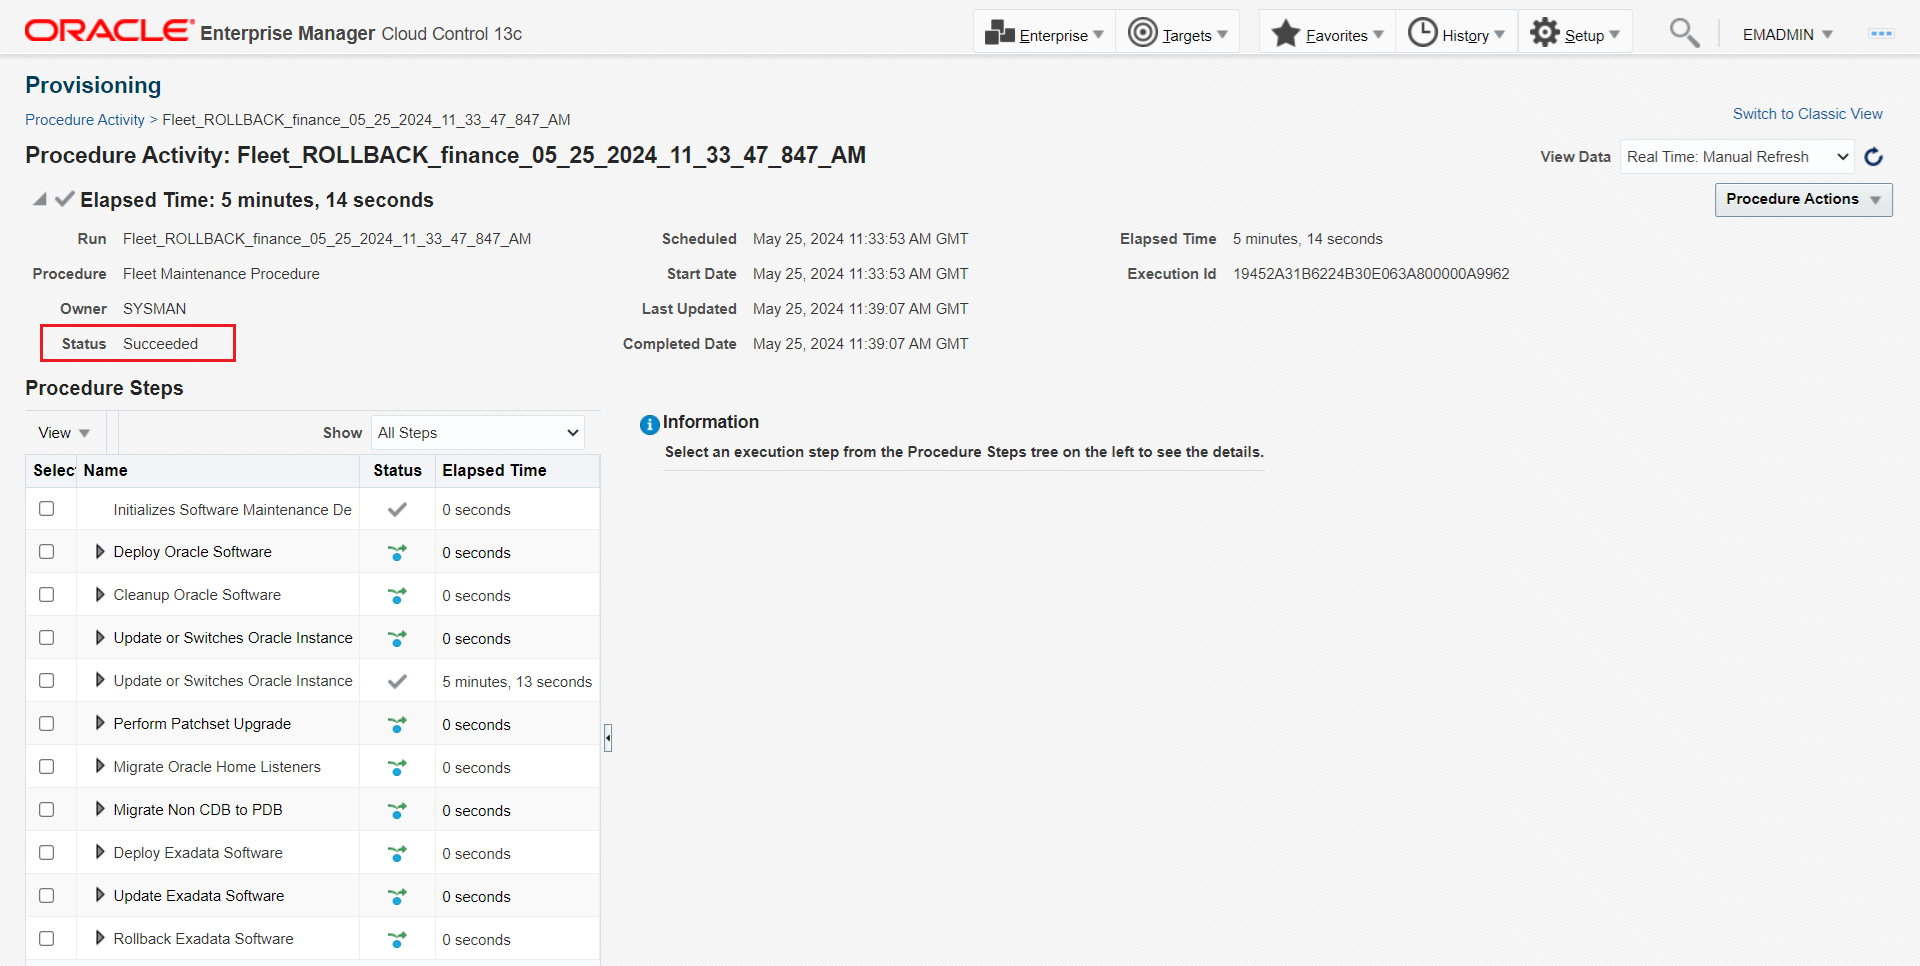 ORACLE Enterprise Manager Cloud Control 13c
Enterprise
Targets
Favorites
History
Setup
EMADMIN
Provisioning
Procedure Activity > Fleet_ROLLBACK_finance_05_25_2024_11_33_47_847_AM
Switch to Classic View
Procedure Activity: Fleet_ROLLBACK_finance_05_25_2024_11_33_47_847_AM
View Data Real Time: Manual Refresh
Elapsed Time: 5 minutes, 14 seconds
Procedure Actions
Run Fleet_ROLLBACK_finance_05_25_2024_11_33_47_847_AM
Procedure Fleet Maintenance Procedure
Owner SYSMAN
Status Succeeded
Scheduled May 25, 2024 11:33:53 AM GMT
Start Date May 25, 2024 11:33:53 AM GMT
Last Updated May 25, 2024 11:39:07 AM GMT
Completed Date May 25, 2024 11:39:07 AM GMT
Elapsed Time 5 minutes, 14 seconds
Execution Id 19452A31B6224B30E063A800000A9962
Procedure Steps
View
Show All Steps
Selec Name Status Elapsed Time
Initializes Software Maintenance De 0 seconds
Deploy Oracle Software 0 seconds
Cleanup Oracle Software 0 seconds
Update or Switches Oracle Instance 0 seconds
Update or Switches Oracle Instance 5 minutes, 13 seconds
Perform Patchset Upgrade 0 seconds
Migrate Oracle Home Listeners 0 seconds
Migrate Non CDB to PDB 0 seconds
Deploy Exadata Software 0 seconds
Update Exadata Software 0 seconds
Rollback Exadata Software 0 seconds
Information
Select an execution step from the Procedure Steps tree on the left to see the details.